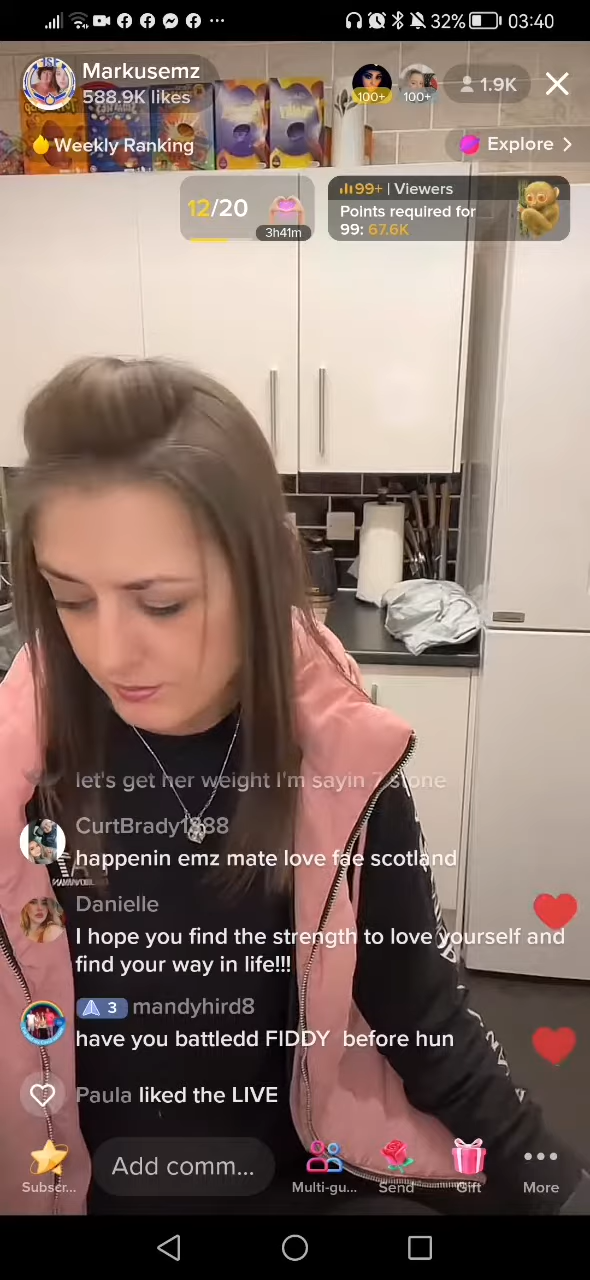 32% 03:40
Markusemz
588.9K likes
100+ 100+ 1.9K
Weekly Ranking
Explore
12/20
3h41m
99+ | Viewers
Points required for
99: 67.6K
let's get her weight I'm sayin 7 stone
CurtBrady1888
happenin emz mate love fae scotland
Danielle
I hope you find the strength to love yourself and
find your way in life!!!
3 mandyhird8
have you battledd FIDDY before hun
Paula liked the LIVE
Add comm...
Subscr... Multi-gu... Send Gift More